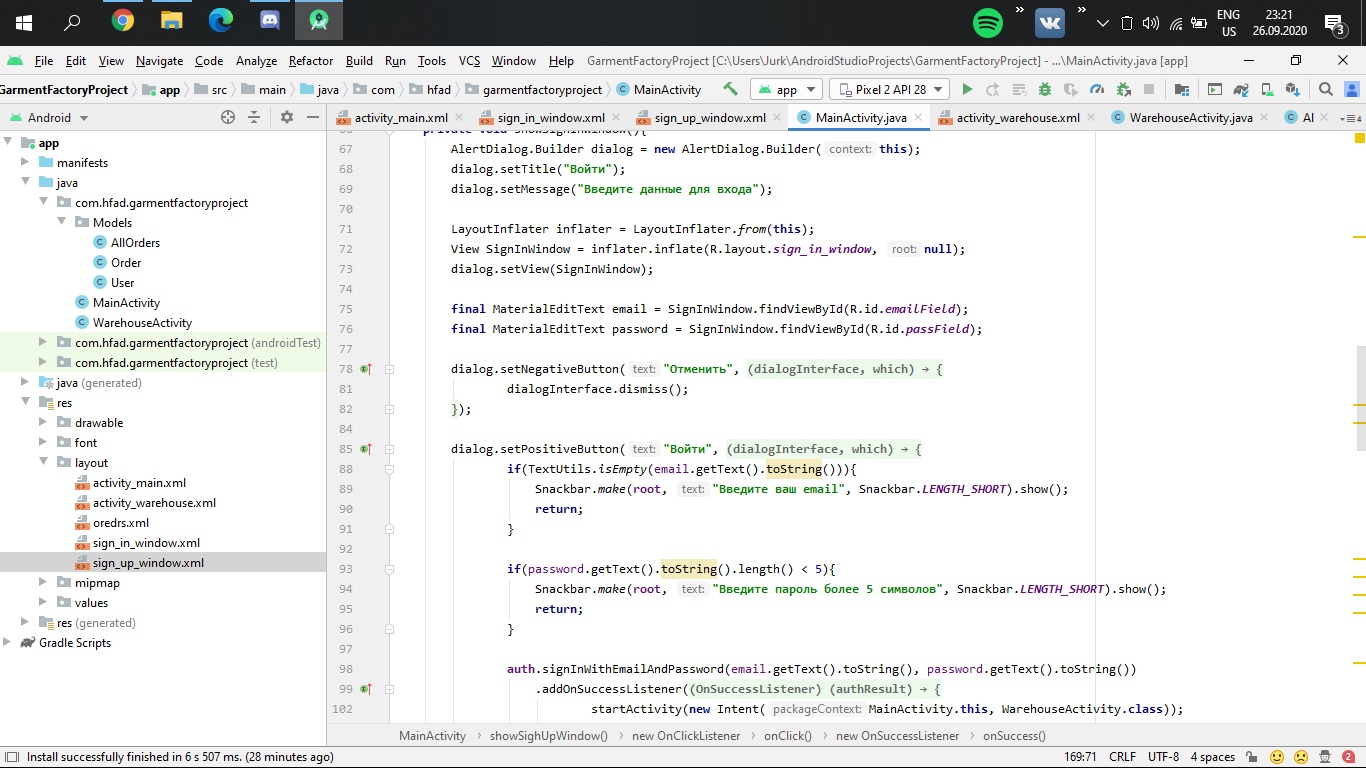 ENG
US
23:21
26.09.2020
3
File Edit View Navigate Code Analyze Refactor Build Run Tools VCS Window Help GarmentFactoryProject [C:\Users\Jurk\AndroidStudioProjects\GarmentFactoryProject] - ...\MainActivity.java [app]
GarmentFactoryProject app src main java com hfad garmentfactoryproject MainActivity app Pixel 2 API 28
Android
activity_main.xml sign_in_window.xml sign_up_window.xml MainActivity.java activity_warehouse.xml WarehouseActivity.java Al 4
app
manifests
java
com.hfad.garmentfactoryproject
Models
AllOrders
Order
User
MainActivity
WarehouseActivity
com.hfad.garmentfactoryproject (androidTest)
com.hfad.garmentfactoryproject (test)
java (generated)
res
drawable
font
layout
activity_main.xml
activity_warehouse.xml
oredrs.xml
sign_in_window.xml
sign_up_window.xml
mipmap
values
res (generated)
Gradle Scripts
67 AlertDialog.Builder dialog = new AlertDialog.Builder( context: this);
68 dialog.setTitle("Войти");
69 dialog.setMessage("Введите данные для входа");
70
71 LayoutInflater inflater = LayoutInflater.from(this);
72 View SignInWindow = inflater.inflate(R.layout.sign_in_window, root: null);
73 dialog.setView(SignInWindow);
74
75 final MaterialEditText email = SignInWindow.findViewById(R.id.emailField);
76 final MaterialEditText password = SignInWindow.findViewById(R.id.passField);
77
78 dialog.setNegativeButton( text: "Отменить", (dialogInterface, which) → {
81 dialogInterface.dismiss();
82 });
84
85 dialog.setPositiveButton( text: "Войти", (dialogInterface, which) → {
88 if(TextUtils.isEmpty(email.getText().toString())){
89 Snackbar.make(root, text: "Введите ваш email", Snackbar.LENGTH_SHORT).show();
90 return;
91 }
92
93 if(password.getText().toString().length() < 5){
94 Snackbar.make(root, text: "Введите пароль более 5 символов", Snackbar.LENGTH_SHORT).show();
95 return;
96 }
97
98 auth.signInWithEmailAndPassword(email.getText().toString(), password.getText().toString())
99 .addOnSuccessListener((OnSuccessListener) (authResult) → {
102 startActivity(new Intent( packageContext: MainActivity.this, WarehouseActivity.class));
MainActivity showSighUpWindow() new OnClickListener onClick() new OnSuccessListener onSuccess()
Install successfully finished in 6 s 507 ms. (28 minutes ago) 169:71 CRLF UTF-8 4 spaces 2